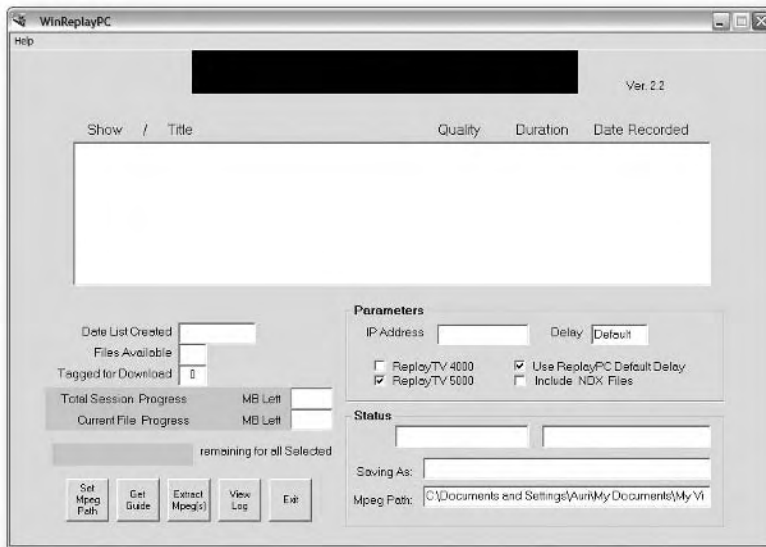 WinReplayPC
Help
Ver. 2.2
Show / Title Quality Duration Date Recorded
Date List Created
Files Available
Tagged for Download 0
Total Session Progress MB Left
Current File Progress MB Left
remaining for all Selected
Set Mpeg Path
Get Guide
Extract Mpeg(s)
View Log
Exit
Parameters
IP Address Delay Default
ReplayTV 4000 Use ReplayPC Default Delay
ReplayTV 5000 Include NDX Files
Status
Saving As:
Mpeg Path: C:\Documents and Settings\Auri\My Documents\My Vi